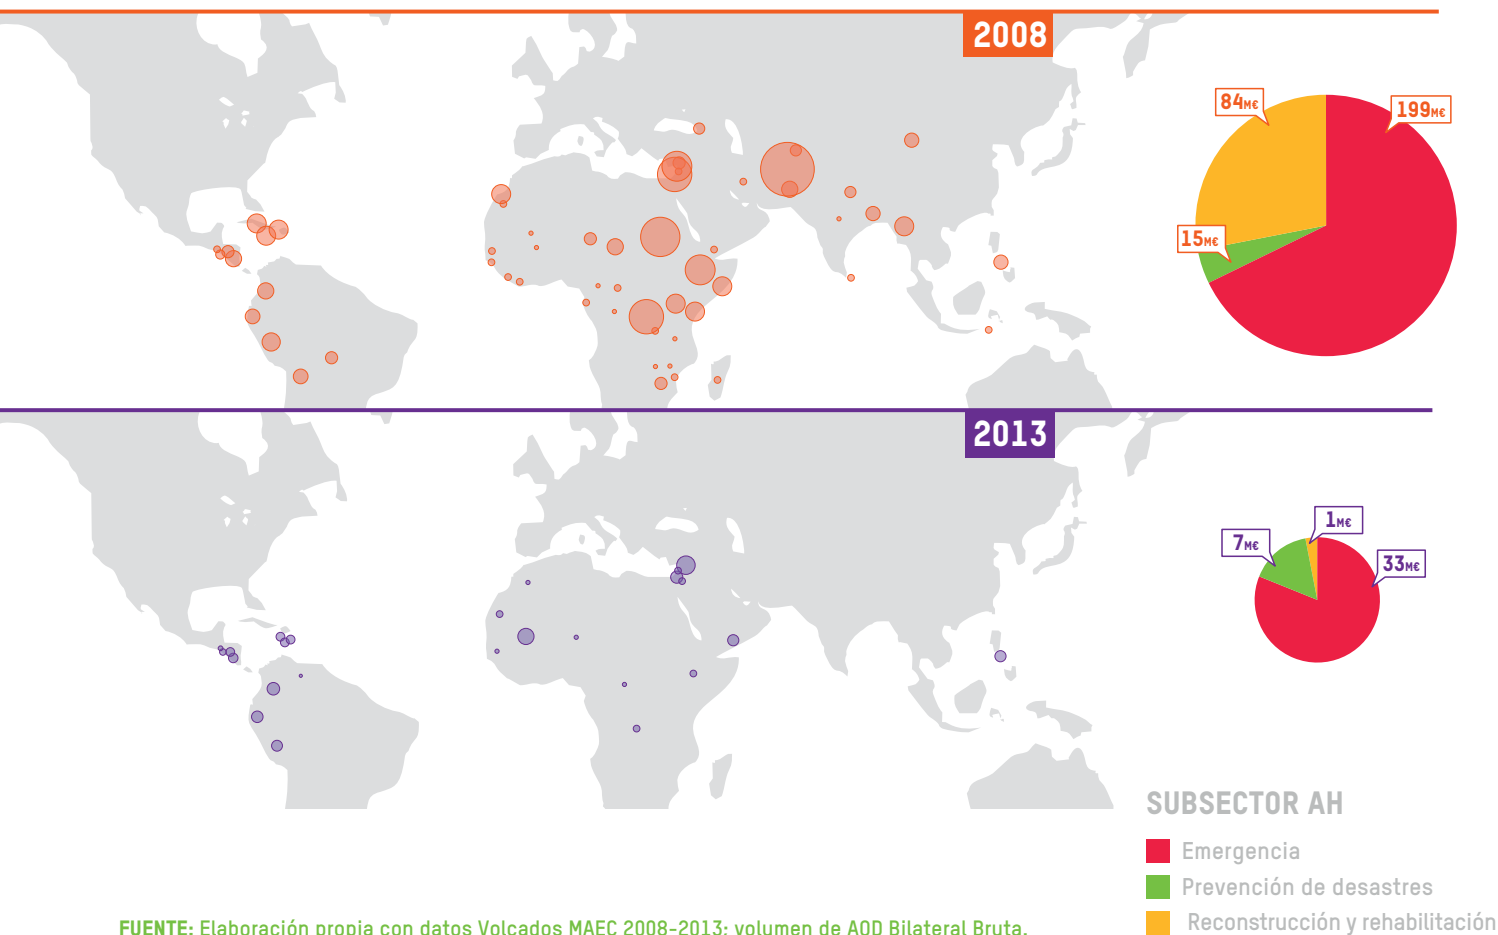 2008
84M€
199M€
15M€
2013
1M€
7M€
33M€
SUBSECTOR AH
Emergencia
Prevención de desastres
Reconstrucción y rehabilitación
FUENTE: Elaboración propia con datos Volcados MAEC 2008-2013; volumen de AOD Bilateral Bruta.